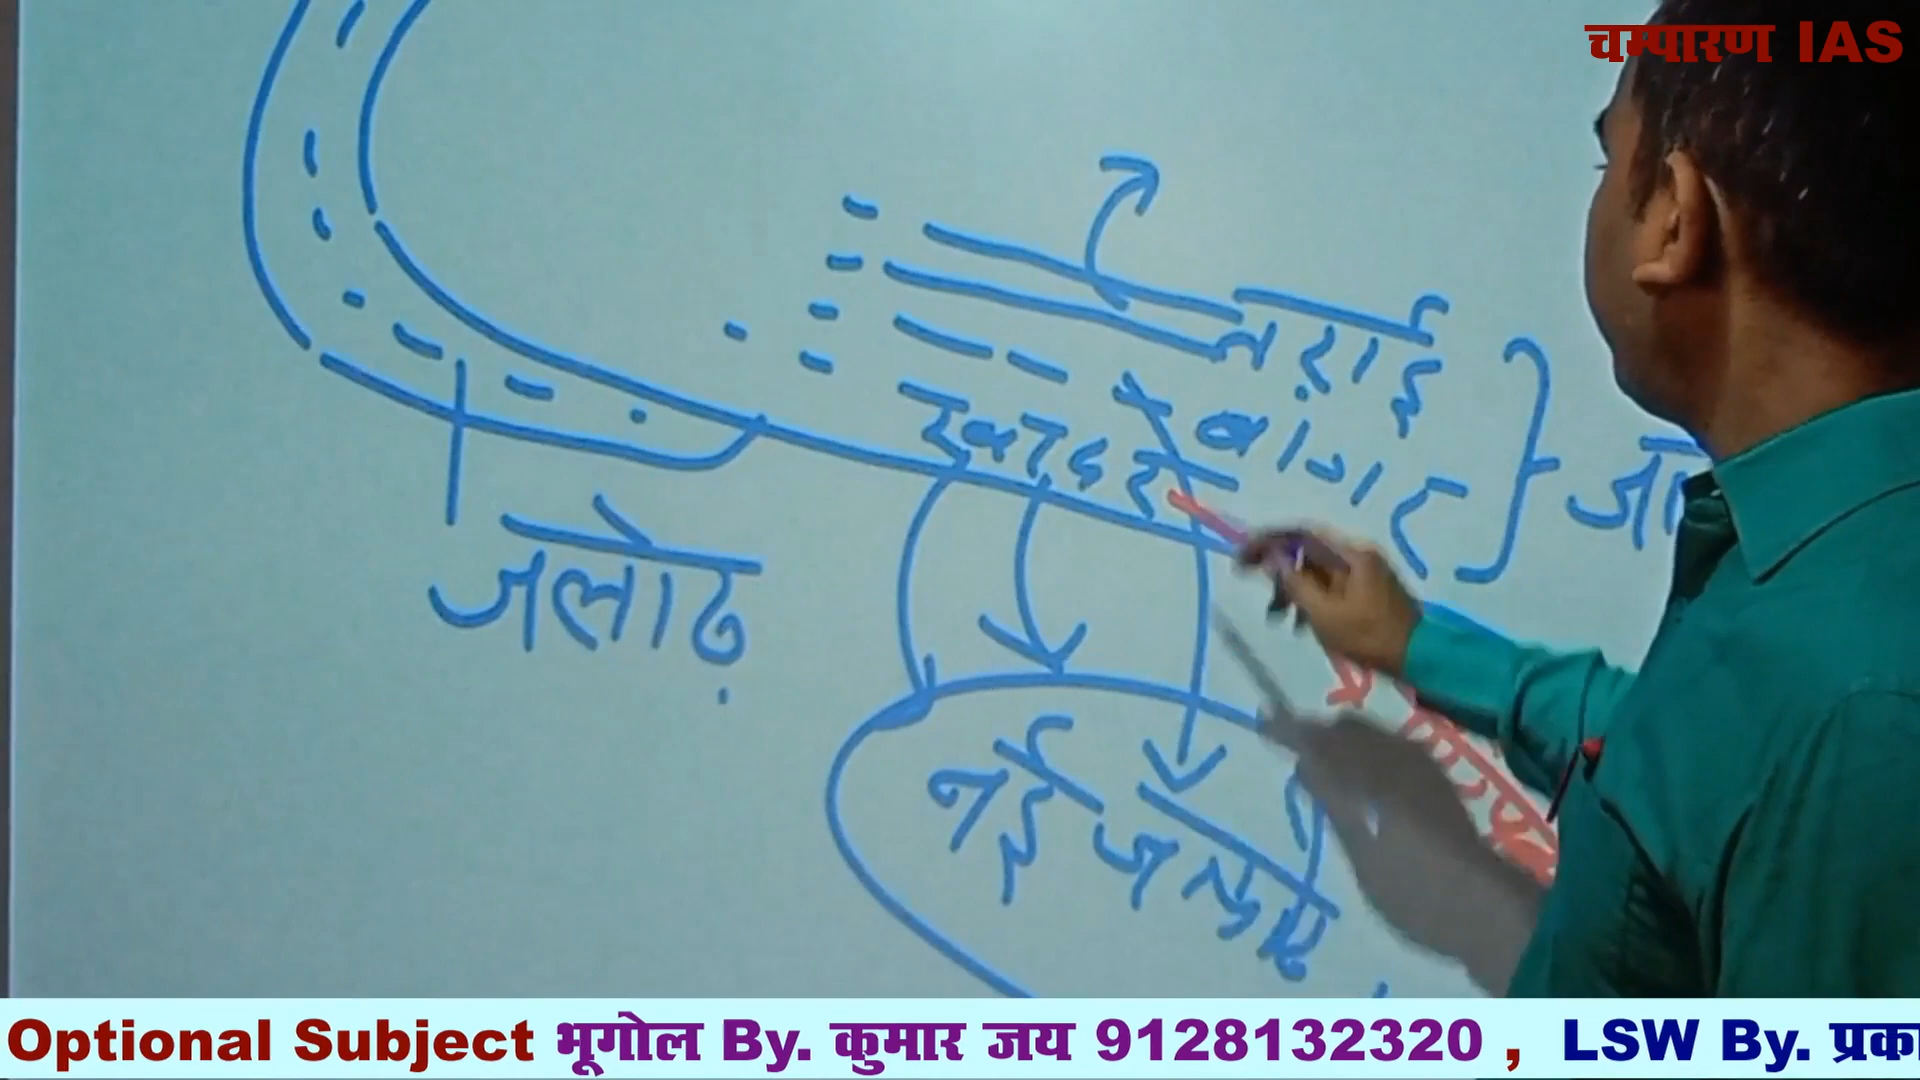 चम्पारण IAS
तराई
खादर
बांगर
जलोढ़
नई जलोढ़
Optional Subject भूगोल By. कुमार जय 9128132320 , LSW By. प्रका